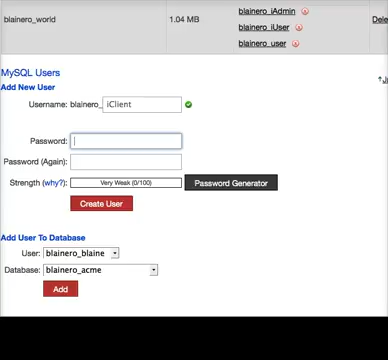 blainero_iAdmin
blainero_world 1.04 MB blainero_iUser Dele
blainero_user
MySQL Users
Add New User
Username: blainero_ iClient
Password:
Password (Again):
Strength (why?): Very Weak (0/100) Password Generator
Create User
Add User To Database
User: blainero_blaine
Database: blainero_acme
Add